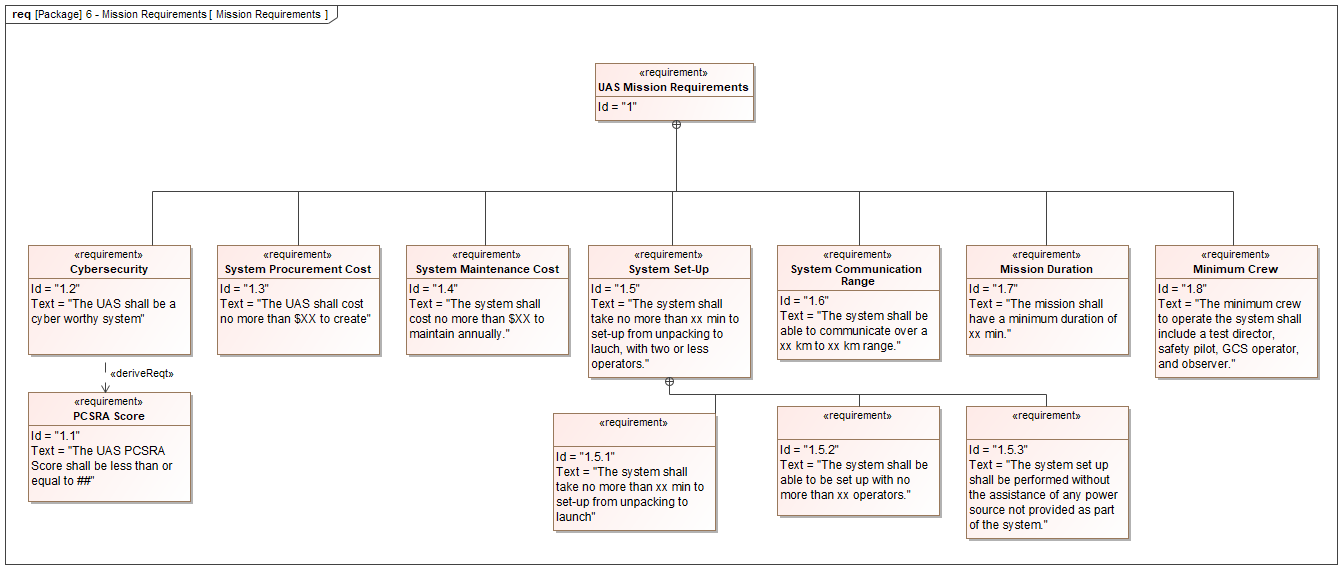 req [Package] 6 - Mission Requirements [ Mission Requirements ]
«requirement»
UAS Mission Requirements
Id = "1"
«requirement»
Cybersecurity
Id = "1.2"
Text = "The UAS shall be a
cyber worthy system"
«requirement»
System Procurement Cost
Id = "1.3"
Text = "The UAS shall cost
no more than $XX to create"
«requirement»
System Maintenance Cost
Id = "1.4"
Text = "The system shall
cost no more than $XX to
maintain annually."
«requirement»
System Set-Up
Id = "1.5"
Text = "The system shall
take no more than xx min to
set-up from unpacking to
lauch, with two or less
operators."
«requirement»
System Communication
Range
Id = "1.6"
Text = "The system shall be
able to communicate over a
xx km to xx km range."
«requirement»
Mission Duration
Id = "1.7"
Text = "The mission shall
have a minimum duration of
xx min."
«requirement»
Minimum Crew
Id = "1.8"
Text = "The minimum crew
to operate the system shall
include a test director,
safety pilot, GCS operator,
and observer."
«deriveReqt»
«requirement»
PCSRA Score
Id = "1.1"
Text = "The UAS PCSRA
Score shall be less than or
equal to ##"
«requirement»
Id = "1.5.1"
Text = "The system shall
take no more than xx min to
set-up from unpacking to
launch"
«requirement»
Id = "1.5.2"
Text = "The system shall be
able to be set up with no
more than xx operators."
«requirement»
Id = "1.5.3"
Text = "The system set up
shall be performed without
the assistance of any power
source not provided as part
of the system."